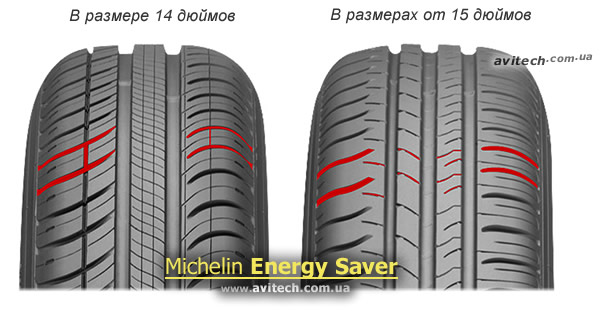 В размере 14 дюймов
В размерах от 15 дюймов
avitech.com.ua
Michelin Energy Saver
www.avitech.com.ua